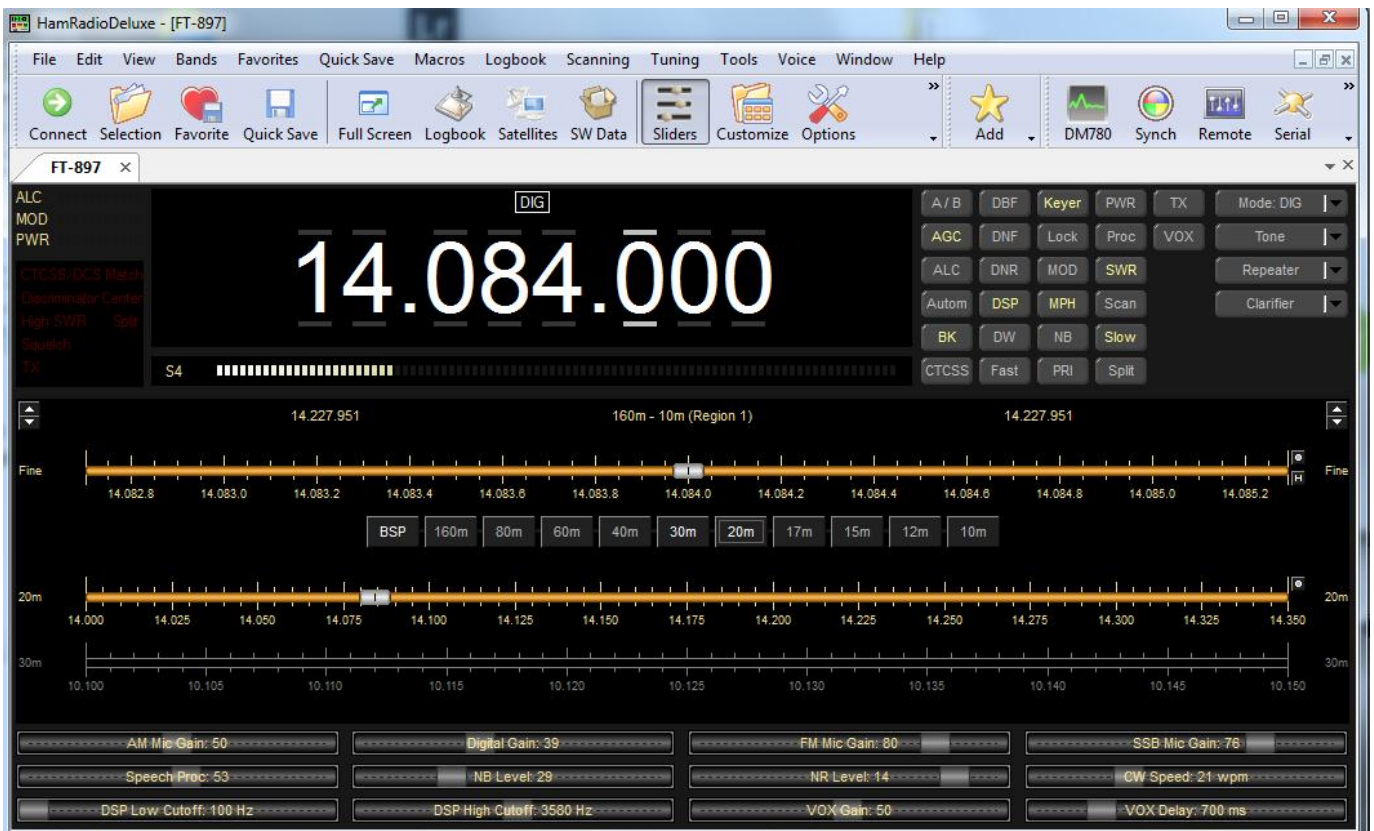 HamRadioDeluxe - [FT-897]
File Edit View Bands Favorites Quick Save Macros Logbook Scanning Tuning Tools Voice Window Help
Connect Selection Favorite Quick Save Full Screen Logbook Satellites SW Data Sliders Customize Options Add DM780 Synch Remote Serial
FT-897
ALC
MOD
PWR
CTCSS/DCS Match
Discriminator Center
High SWR Split
Squelch
TX
DIG
14.084.000
S4
A / B DBF Keyer PWR TX Mode: DIG
AGC DNF Lock Proc VOX Tone
ALC DNR MOD SWR Repeater
Autom DSP MPH Scan Clarifier
BK DW NB Slow
CTCSS Fast PRI Split
14.227.951 160m - 10m (Region 1) 14.227.951
Fine Fine
H
14.082.8 14.083.0 14.083.2 14.083.4 14.083.6 14.083.8 14.084.0 14.084.2 14.084.4 14.084.6 14.084.8 14.085.0 14.085.2
BSP 160m 80m 60m 40m 30m 20m 17m 15m 12m 10m
20m 20m
14.000 14.025 14.050 14.075 14.100 14.125 14.150 14.175 14.200 14.225 14.250 14.275 14.300 14.325 14.350
30m 30m
10.100 10.105 10.110 10.115 10.120 10.125 10.130 10.135 10.140 10.145 10.150
AM Mic Gain: 50 Digital Gain: 39 FM Mic Gain: 80 SSB Mic Gain: 76
Speech Proc: 53 NB Level: 29 NR Level: 14 CW Speed: 21 wpm
DSP Low Cutoff: 100 Hz DSP High Cutoff: 3580 Hz VOX Gain: 50 VOX Delay: 700 ms